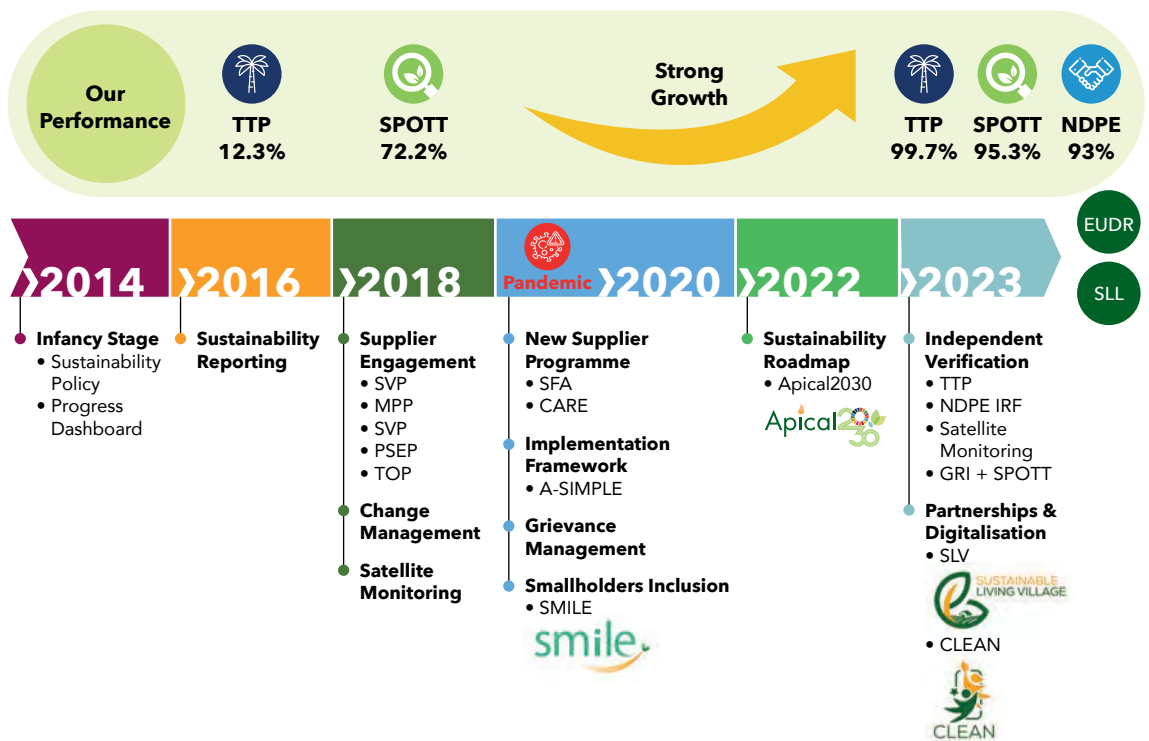 Our
Performance
TTP
12.3%
SPOTT
72.2%
Strong
Growth
TTP
99.7%
SPOTT
95.3%
NDPE
93%
EUDR
SLL
❯2014
❯2016
❯2018
Pandemic
❯2020
❯2022
❯2023
Infancy Stage
• Sustainability
Policy
• Progress
Dashboard
Sustainability
Reporting
Supplier
Engagement
• SVP
• MPP
• SVP
• PSEP
• TOP
Change
Management
Satellite
Monitoring
New Supplier
Programme
• SFA
• CARE
Implementation
Framework
• A-SIMPLE
Grievance
Management
Smallholders Inclusion
• SMILE
smile
Sustainability
Roadmap
• Apical2030
Apical2030
Independent
Verification
• TTP
• NDPE IRF
• Satellite
Monitoring
• GRI + SPOTT
Partnerships &
Digitalisation
• SLV
SUSTAINABLE
LIVING VILLAGE
• CLEAN
CLEAN